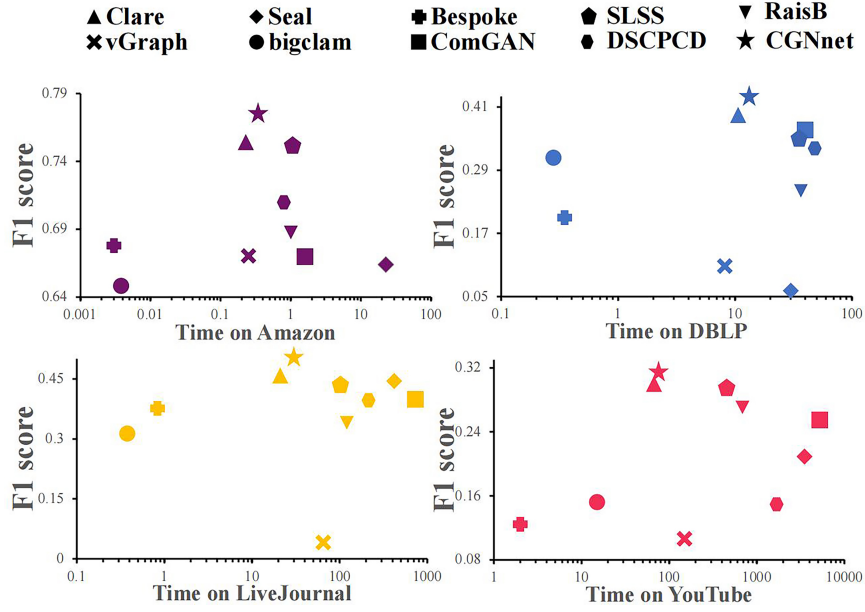 Clare Seal Bespoke SLSS RaisB
vGraph bigclam ComGAN DSCPCD CGNnet
0.79
0.74
0.69
0.64
F1 score
0.001 0.01 0.1 1 10 100
Time on Amazon
0.41
0.29
0.17
0.05
F1 score
0.1 1 10 100
Time on DBLP
0.45
0.3
0.15
0
F1 score
0.1 1 10 100 1000
Time on LiveJournal
0.32
0.24
0.16
0.08
F1 score
1 10 100 1000 10000
Time on YouTube